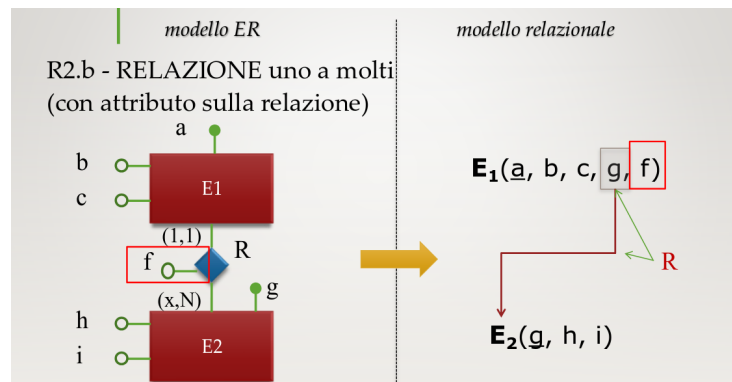 modello ER
modello relazionale
R2.b - RELAZIONE uno a molti
(con attributo sulla relazione)
a
b
E1
c
(1,1)
R
f
(x,N)
g
h
E2
i
E1(a, b, c, g, f)
R
E2(g, h, i)